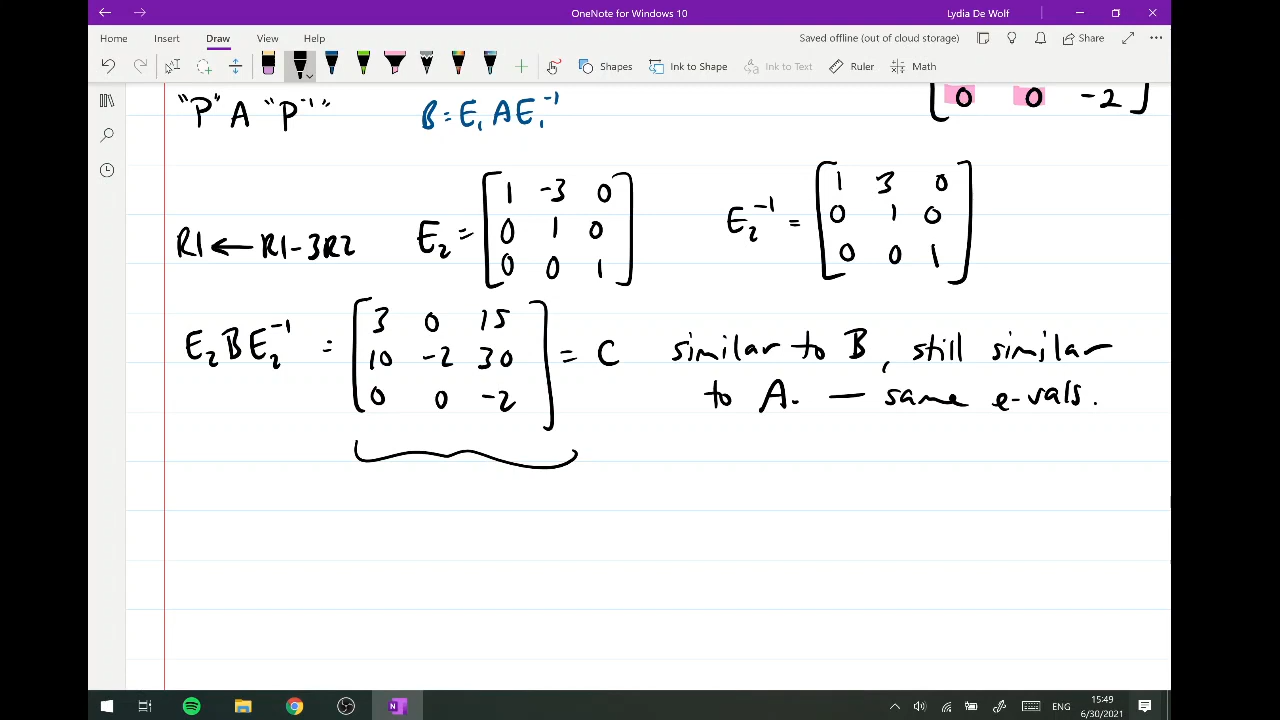 OneNote for Windows 10
Lydia De Wolf
Home Insert Draw View Help
Saved offline (out of cloud storage)
Share
Shapes
Ink to Shape
Ink to Text
Ruler
Math
"P" A "P⁻¹"
B = E₁ A E₁⁻¹
0 0 -2
R1 ← R1-3R2
E₂ =
1 -3 0
0 1 0
0 0 1
E₂⁻¹ =
1 3 0
0 1 0
0 0 1
E₂BE₂⁻¹ =
3 0 15
10 -2 30
0 0 -2
= C
similar to B, still similar
to A. — same e-vals.
ENG
15:49
6/30/2021